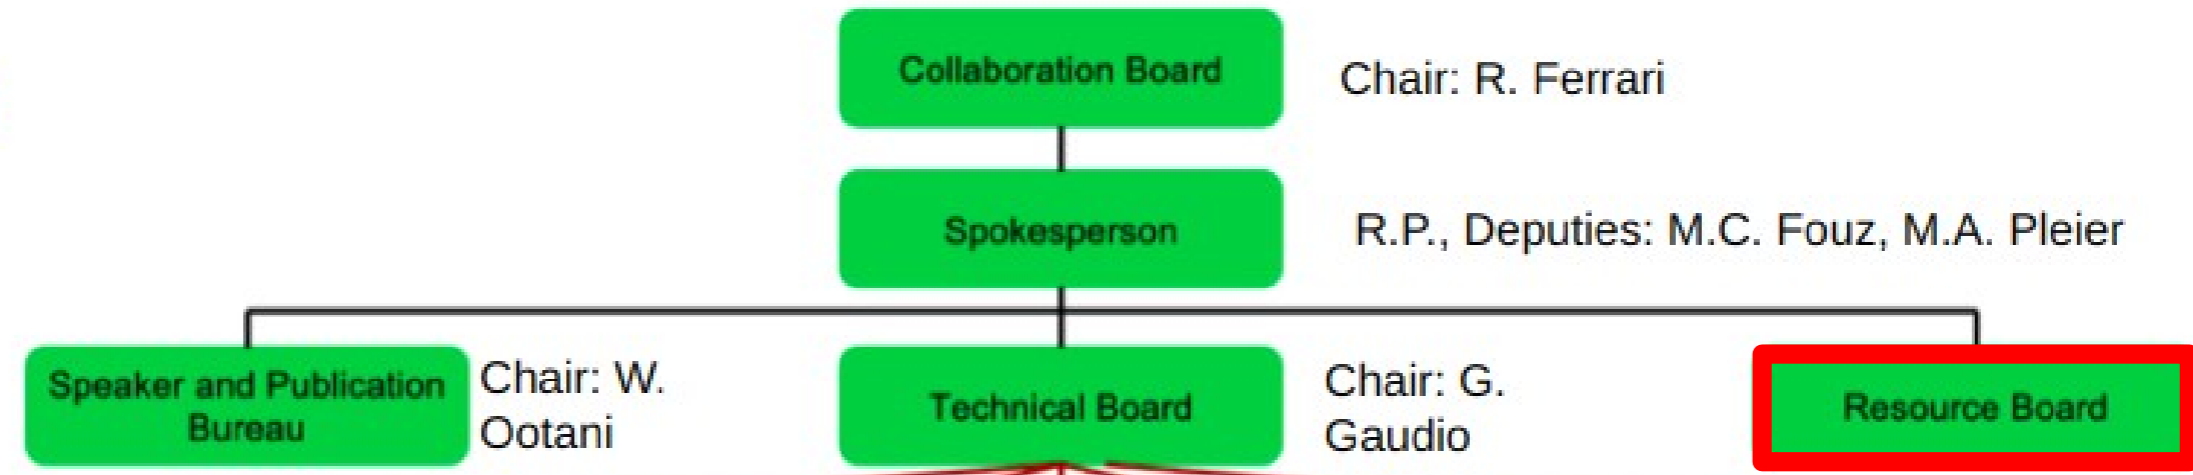 Collaboration Board
Chair: R. Ferrari
Spokesperson
R.P., Deputies: M.C. Fouz, M.A. Pleier
Speaker and Publication
Bureau
Chair: W.
Ootani
Technical Board
Chair: G.
Gaudio
Resource Board